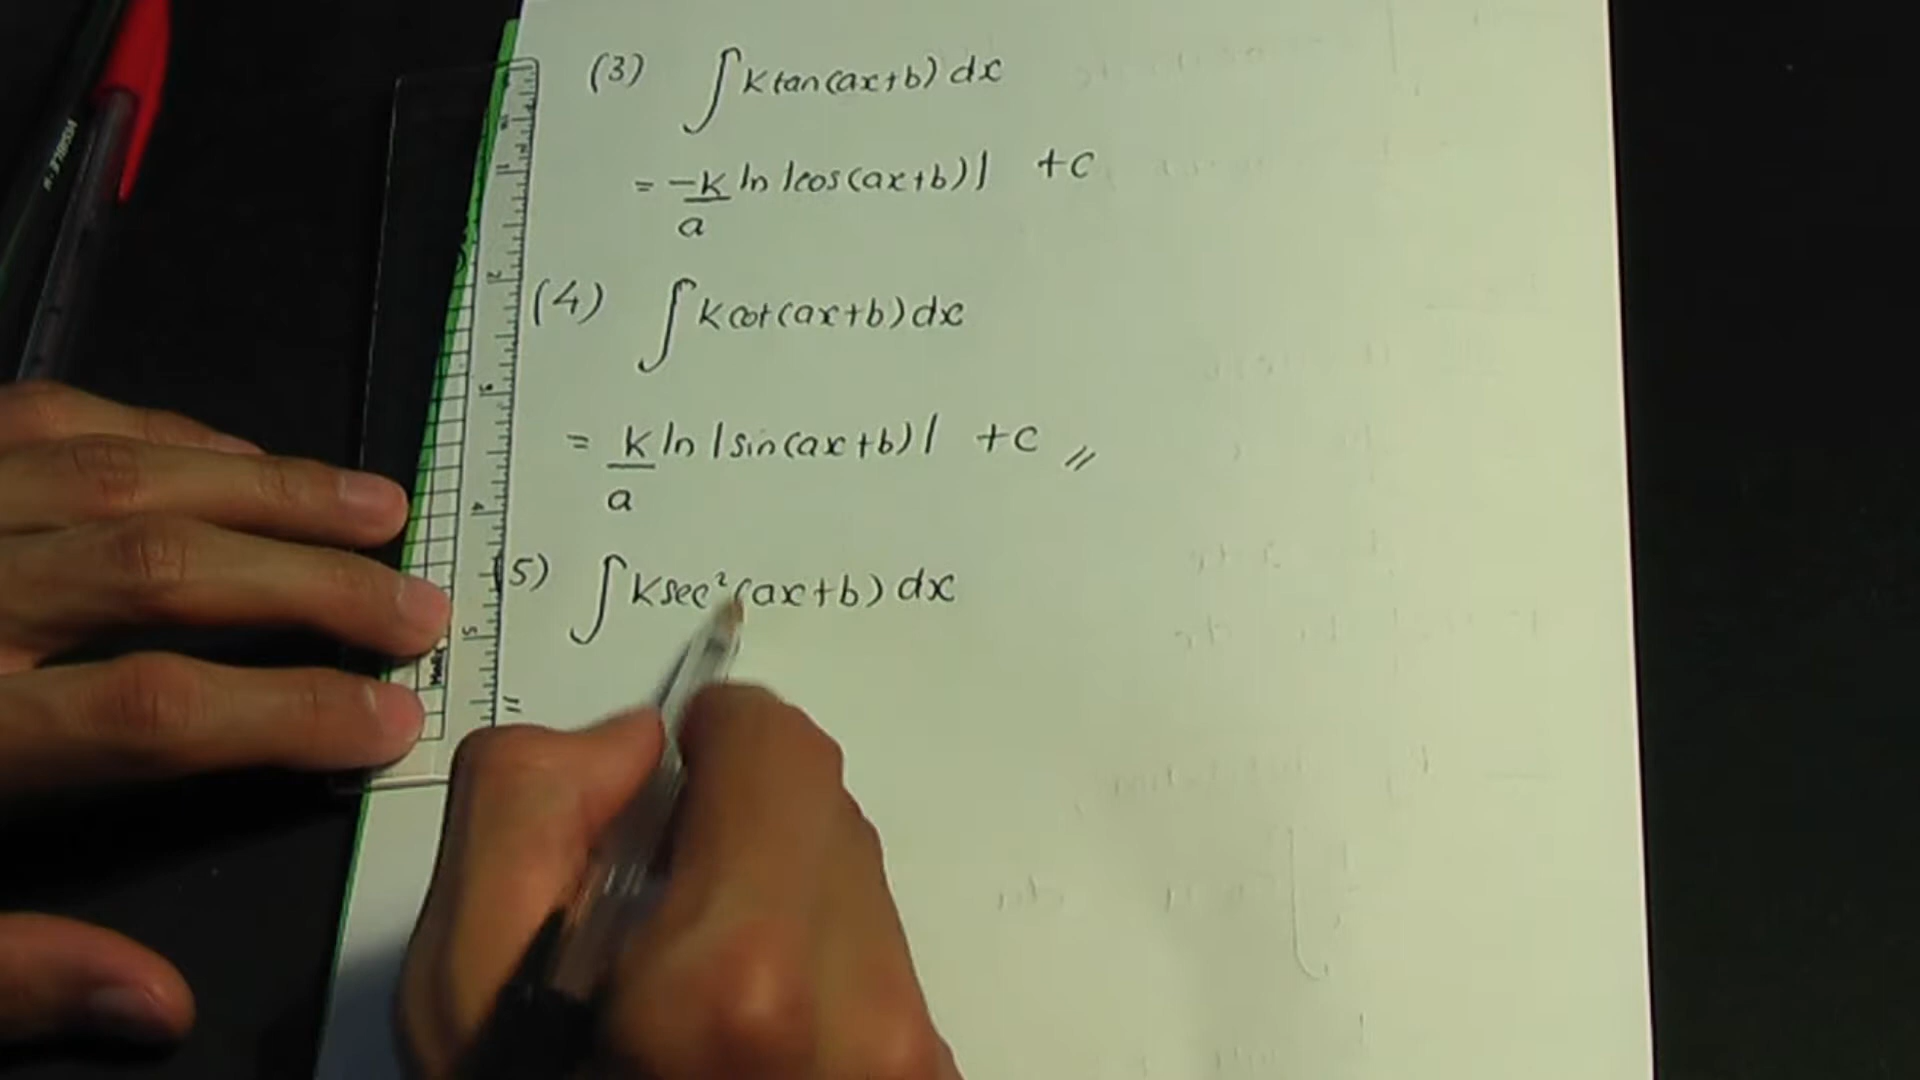 (3) ∫ K tan(ax+b) dx
= -K/a ln |cos(ax+b)| +c
(4) ∫ K cot(ax+b) dx
= K/a ln |sin(ax+b)| +c //
5) ∫ K sec²(ax+b) dx